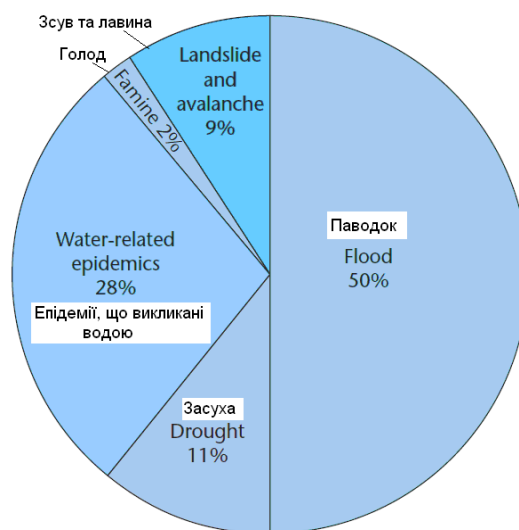 Зсув та лавина
Голод
Landslide
and
avalanche
9%
Famine 2%
Паводок
Flood
50%
Water-related
epidemics
28%
Епідемії, що викликані
водою
Засуха
Drought
11%